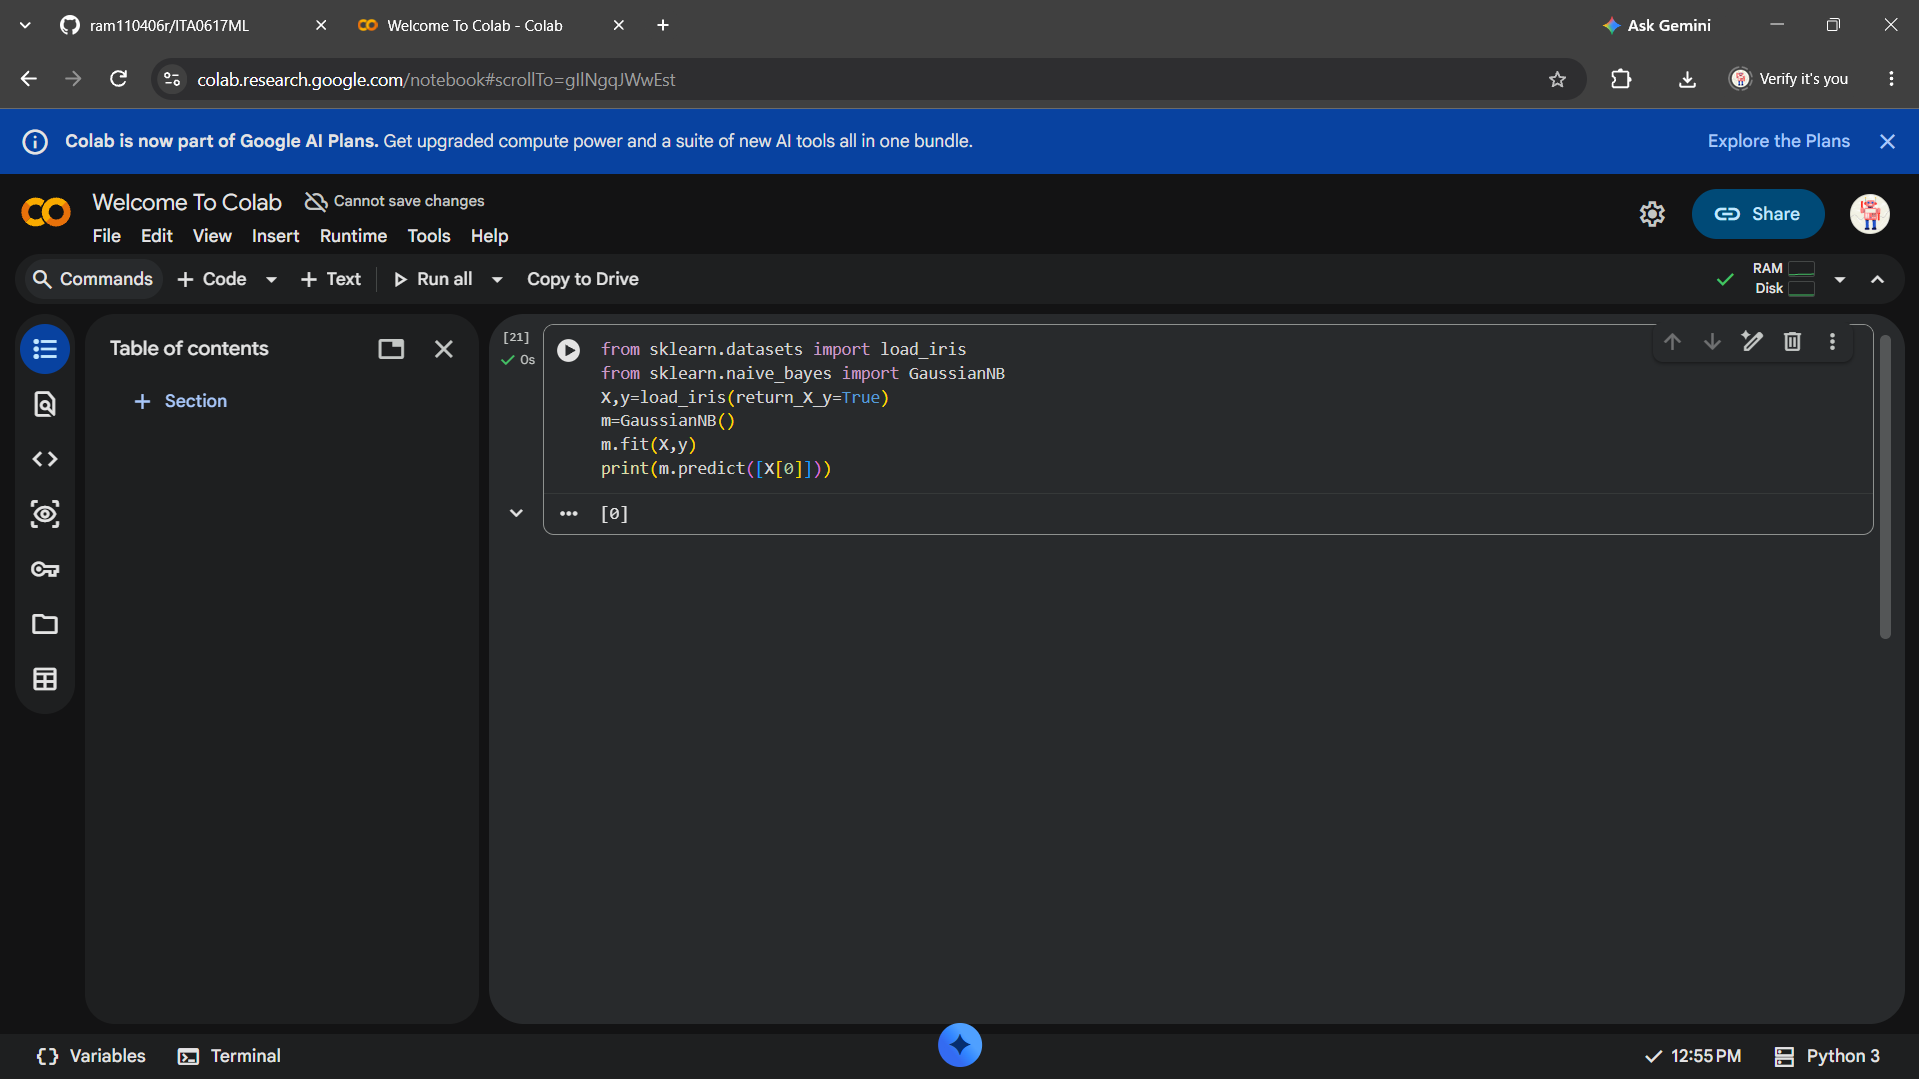 ram110406r/ITA0617ML
Welcome To Colab - Colab
Ask Gemini
colab.research.google.com/notebook#scrollTo=gIlNgqJWwEst
Verify it's you
Colab is now part of Google AI Plans. Get upgraded compute power and a suite of new AI tools all in one bundle.
Explore the Plans
Welcome To Colab
Cannot save changes
File Edit View Insert Runtime Tools Help
Share
Commands + Code + Text Run all Copy to Drive
RAM
Disk
Table of contents
+ Section
[21]
0s
from sklearn.datasets import load_iris
from sklearn.naive_bayes import GaussianNB
X,y=load_iris(return_X_y=True)
m=GaussianNB()
m.fit(X,y)
print(m.predict([X[0]]))
[0]
Variables
Terminal
12:55 PM
Python 3